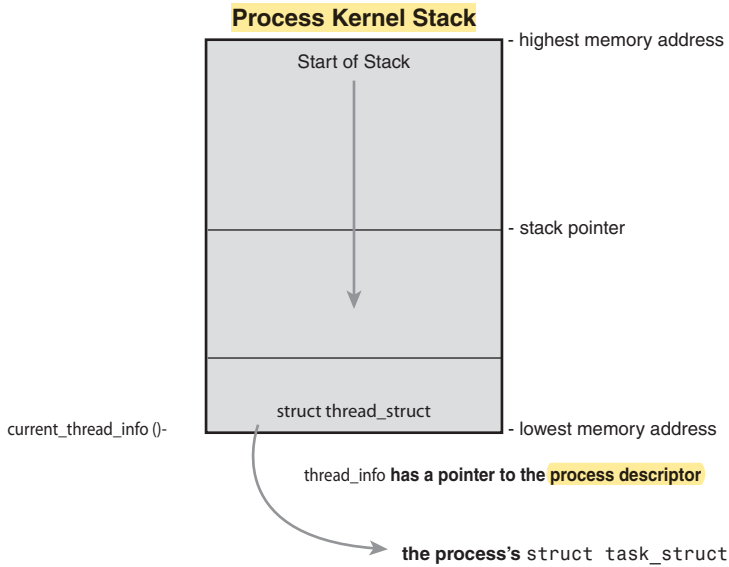 Process Kernel Stack
- highest memory address
Start of Stack
- stack pointer
struct thread_struct
current_thread_info ()-
- lowest memory address
thread_info has a pointer to the process descriptor
the process’s struct task_struct